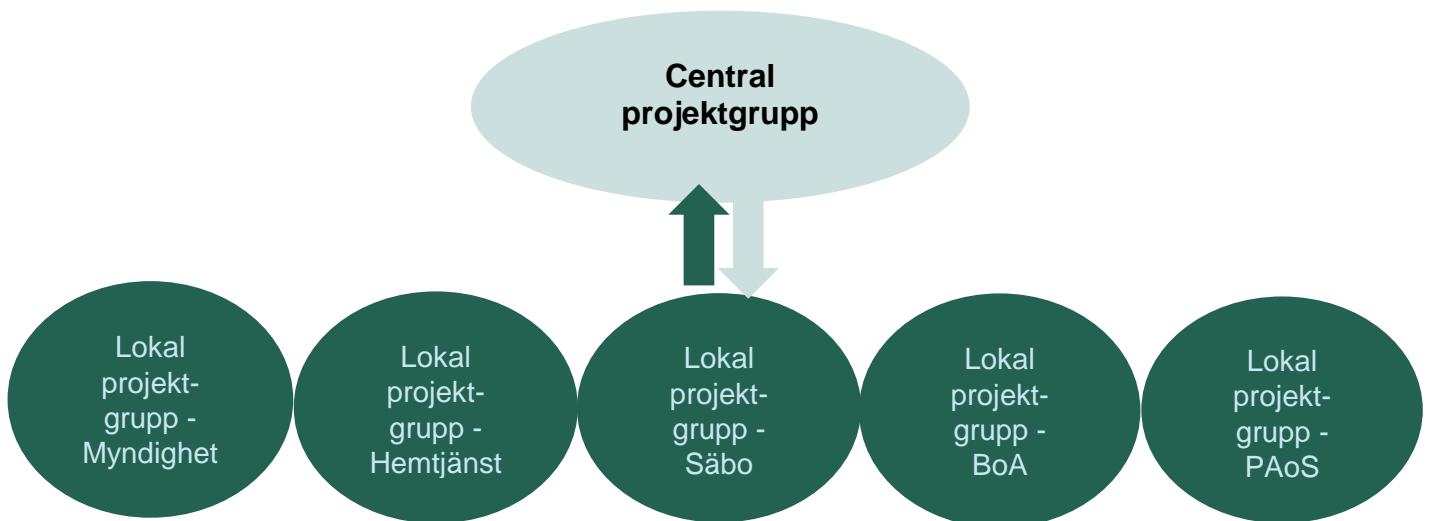 Central
projektgrupp
Lokal
projekt-
grupp -
Myndighet
Lokal
projekt-
grupp -
Hemtjänst
Lokal
projekt-
grupp -
Säbo
Lokal
projekt-
grupp -
BoA
Lokal
projekt-
grupp -
PAoS